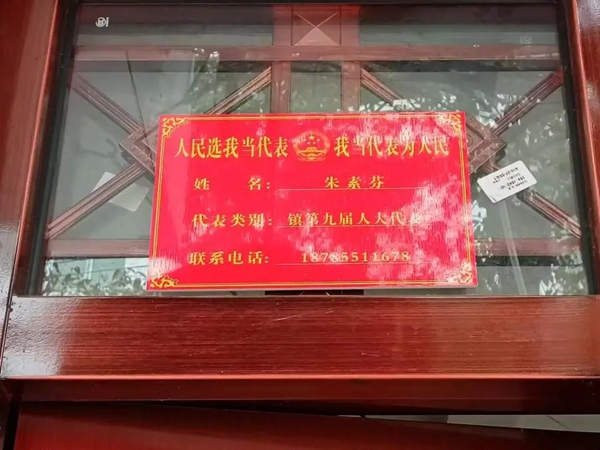 人民选我当代表 我当代表为人民
姓 名: 朱素芬
代表类别: 镇第九届人大代表
联系电话: 18785511678